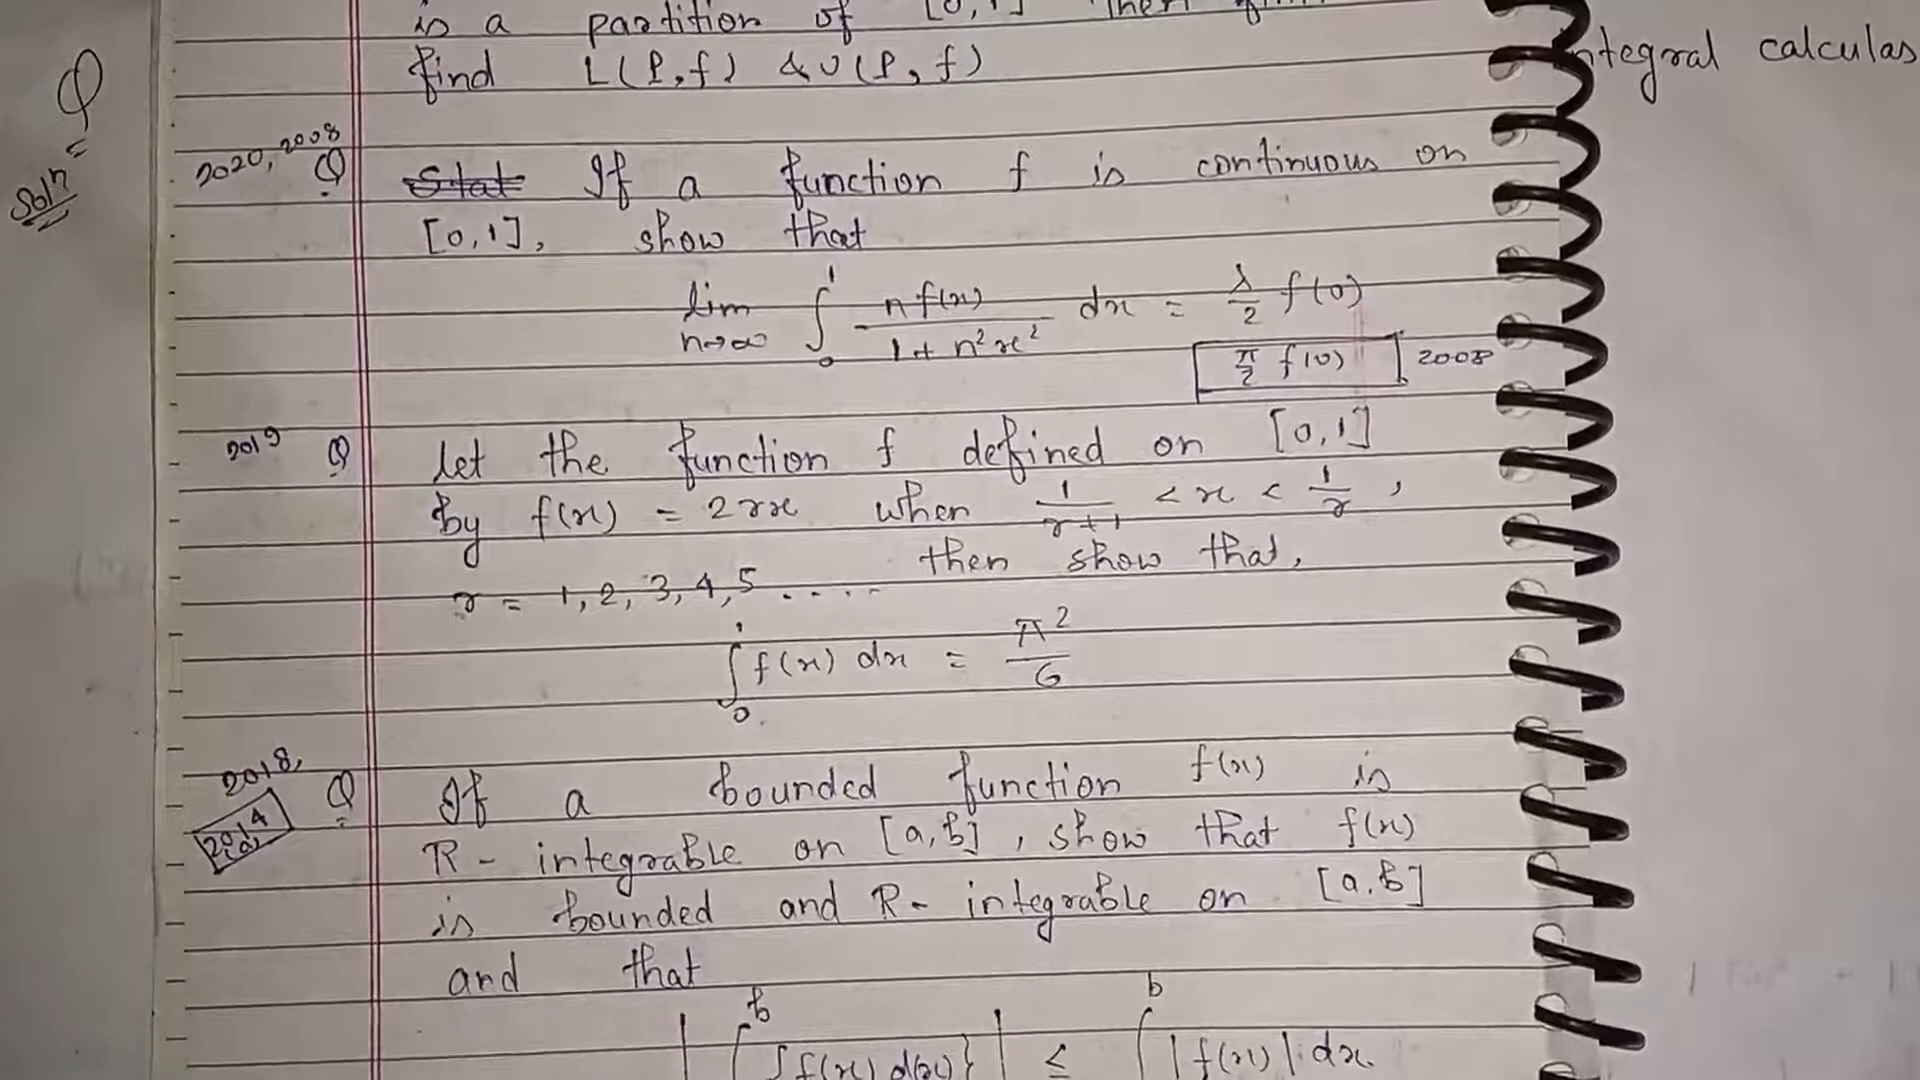 is a partition of [0,1] then
find L(P,f) & U(P,f)
integral calculas
Q
Solⁿ =
2020, 2008
Q Stat If a function f is continuous on
[0,1], show that
lim n→∞ ∫₀¹ n f(x) / 1 + n²x² dx = λ/2 f(0)
π/2 f(0) 2008
2019 Q Let the function f defined on [0,1]
by f(x) = 2rx when 1/r+1 < x < 1/r,
then show that,
r = 1, 2, 3, 4, 5 .....
∫₀¹ f(x) dx = π²/6
2018,
2014
Q If a bounded function f(x) is
R - integrable on [a,b], show that f(x)
is bounded and R - integrable on [a,b]
and that
| ∫ᵇ {f(x) d(x)} | ≤ ∫ᵇ |f(x)| dx.